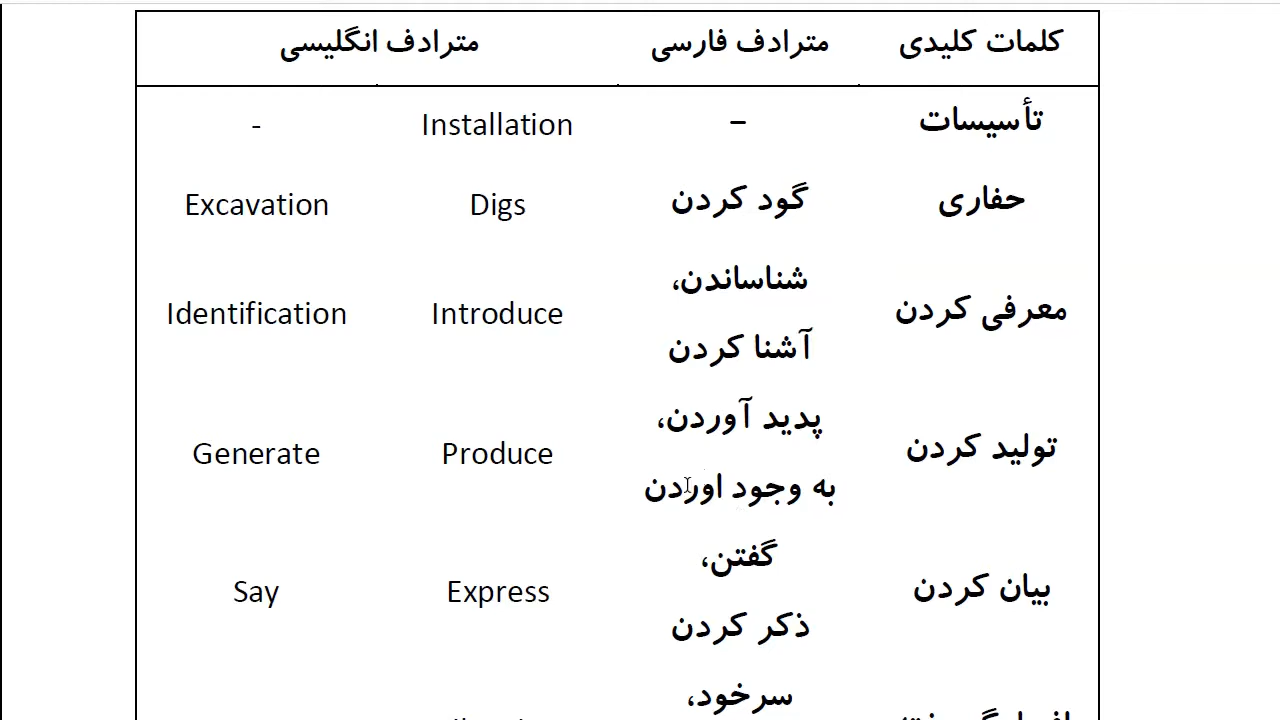 کلمات کلیدی مترادف فارسی مترادف انگلیسی
تأسیسات – Installation -
حفاری گود کردن Digs Excavation
معرفی کردن شناساندن، Introduce Identification
آشنا کردن
تولید کردن پدید آوردن، Produce Generate
به وجود اوردن
بیان کردن گفتن، Express Say
ذکر کردن
سرخود،